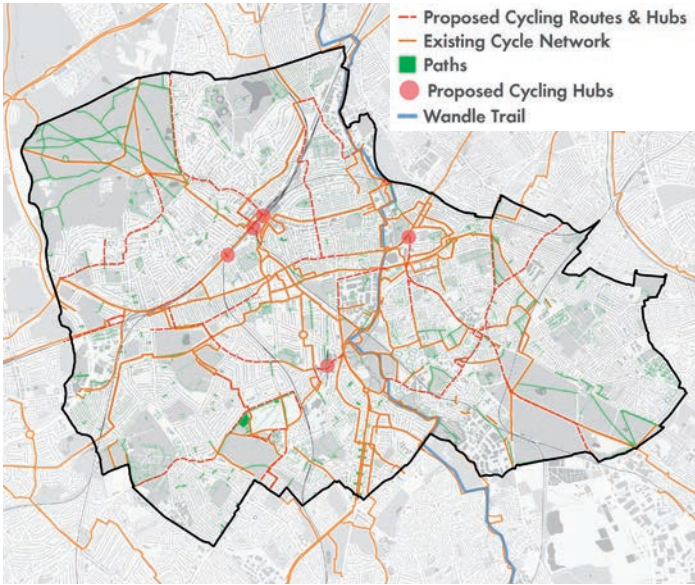 Proposed Cycling Routes & Hubs
Existing Cycle Network
Paths
Proposed Cycling Hubs
Wandle Trail